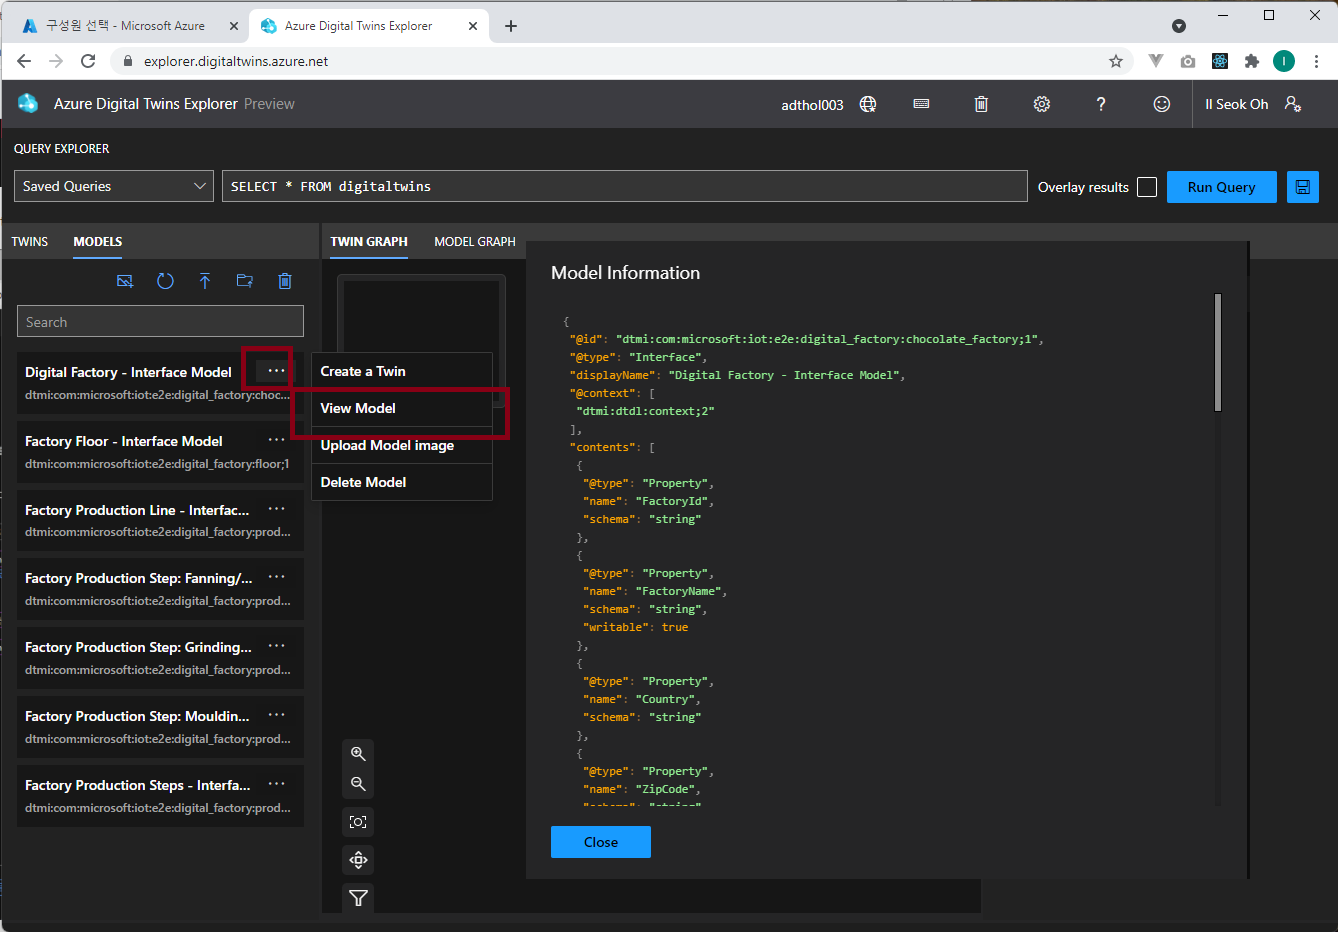 구성원 선택 - Microsoft Azure
Azure Digital Twins Explorer
explorer.digitaltwins.azure.net
I
Azure Digital Twins Explorer Preview
adthol003
?
Il Seok Oh
QUERY EXPLORER
Saved Queries
SELECT * FROM digitaltwins
Overlay results
Run Query
TWINS
MODELS
TWIN GRAPH
MODEL GRAPH
Search
Digital Factory - Interface Model
dtmi:com:microsoft:iot:e2e:digital_factory:choc...
Factory Floor - Interface Model
dtmi:com:microsoft:iot:e2e:digital_factory:floor;1
Factory Production Line - Interfac...
dtmi:com:microsoft:iot:e2e:digital_factory:prod...
Factory Production Step: Fanning/...
dtmi:com:microsoft:iot:e2e:digital_factory:prod...
Factory Production Step: Grinding...
dtmi:com:microsoft:iot:e2e:digital_factory:prod...
Factory Production Step: Mouldin...
dtmi:com:microsoft:iot:e2e:digital_factory:prod...
Factory Production Steps - Interfa...
dtmi:com:microsoft:iot:e2e:digital_factory:prod...
Create a Twin
View Model
Upload Model image
Delete Model
Model Information
{
"@id": "dtmi:com:microsoft:iot:e2e:digital_factory:chocolate_factory;1",
"@type": "Interface",
"displayName": "Digital Factory - Interface Model",
"@context": [
"dtmi:dtdl:context;2"
],
"contents": [
{
"@type": "Property",
"name": "FactoryId",
"schema": "string"
},
{
"@type": "Property",
"name": "FactoryName",
"schema": "string",
"writable": true
},
{
"@type": "Property",
"name": "Country",
"schema": "string"
},
{
"@type": "Property",
"name": "ZipCode",
"schema": "string"
Close